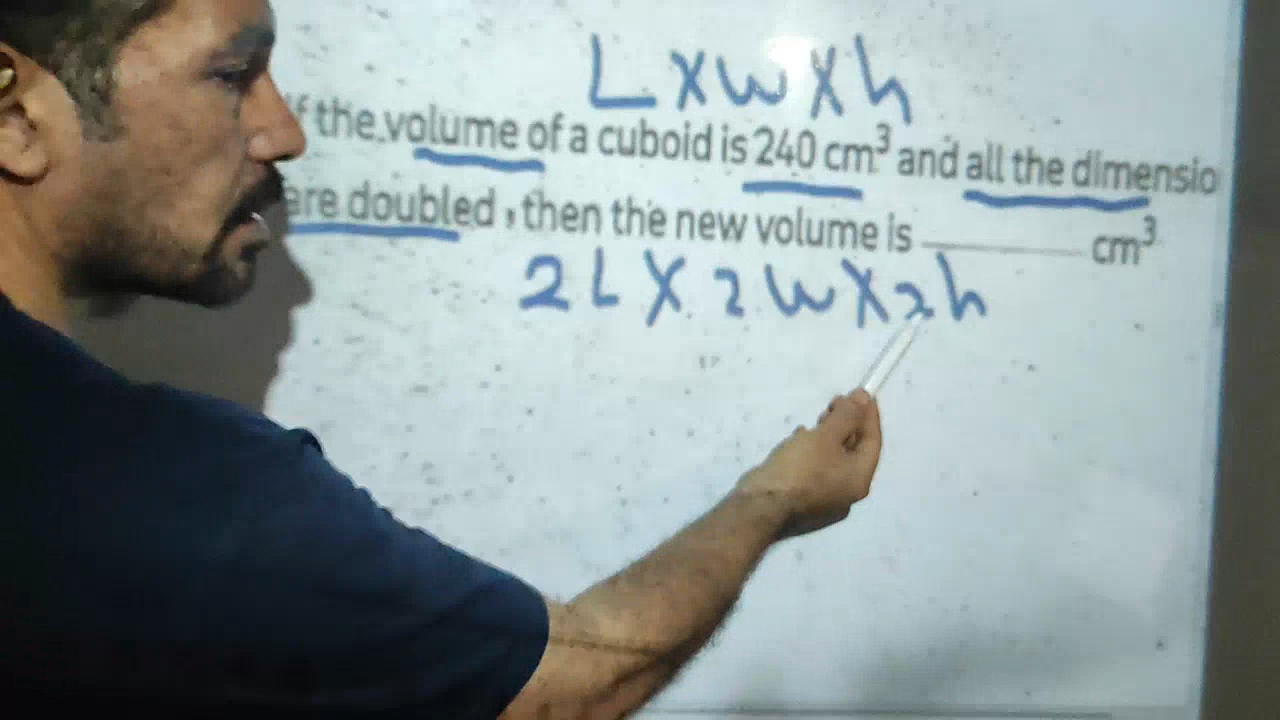 L x w x h
If the volume of a cuboid is 240 cm³ and all the dimensio
are doubled, then the new volume is ________ cm³
2L x 2w x 2h